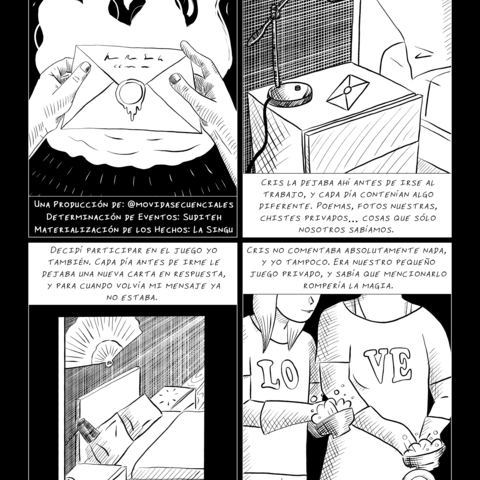 Una Producción de: @movidasecuenciales
Determinación de Eventos: Suditeh
Materialización de los Hechos: La Singu
Cris la dejaba ahí antes de irse al
trabajo, y cada día contenían algo
diferente. Poemas, fotos nuestras,
chistes privados... cosas que sólo
nosotros sabíamos.
Decidí participar en el juego yo
también. Cada día antes de irme le
dejaba una nueva carta en respuesta,
y para cuando volvía mi mensaje ya
no estaba.
Cris no comentaba absolutamente nada,
y yo tampoco. Era nuestro pequeño
juego privado, y sabía que mencionarlo
rompería la magia.
LO
VE